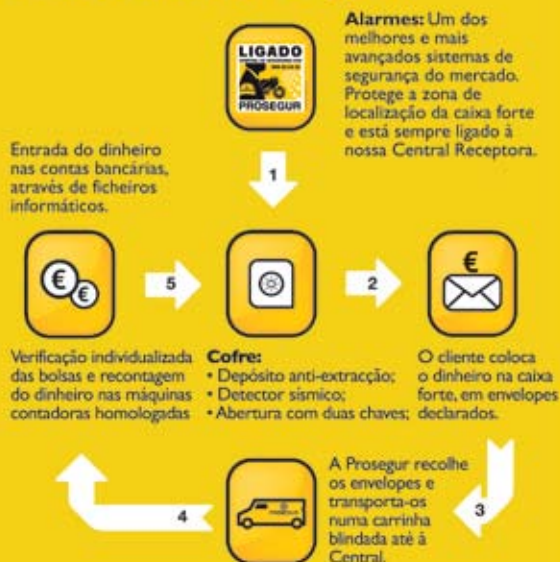 Alarmes: Um dos
melhores e mais
avançados sistemas de
segurança do mercado.
Protege a zona de
localização da caixa forte
e está sempre ligado à
nossa Central Receptora.
LIGADO
PROSEGUR
1
Entrada do dinheiro
nas contas bancárias,
através de ficheiros
informáticos.
€
€
5
2
€
Verificação individualizada
das bolsas e recontagem
do dinheiro nas máquinas
contadoras homologadas
Cofre:
• Depósito anti-extracção;
• Detector sísmico;
• Abertura com duas chaves;
O cliente coloca
o dinheiro na caixa
forte, em envelopes
declarados.
3
A Prosegur recolhe
os envelopes e
transporta-os
numa carrinha
blindada até à
Central.
PROSEGUR
4